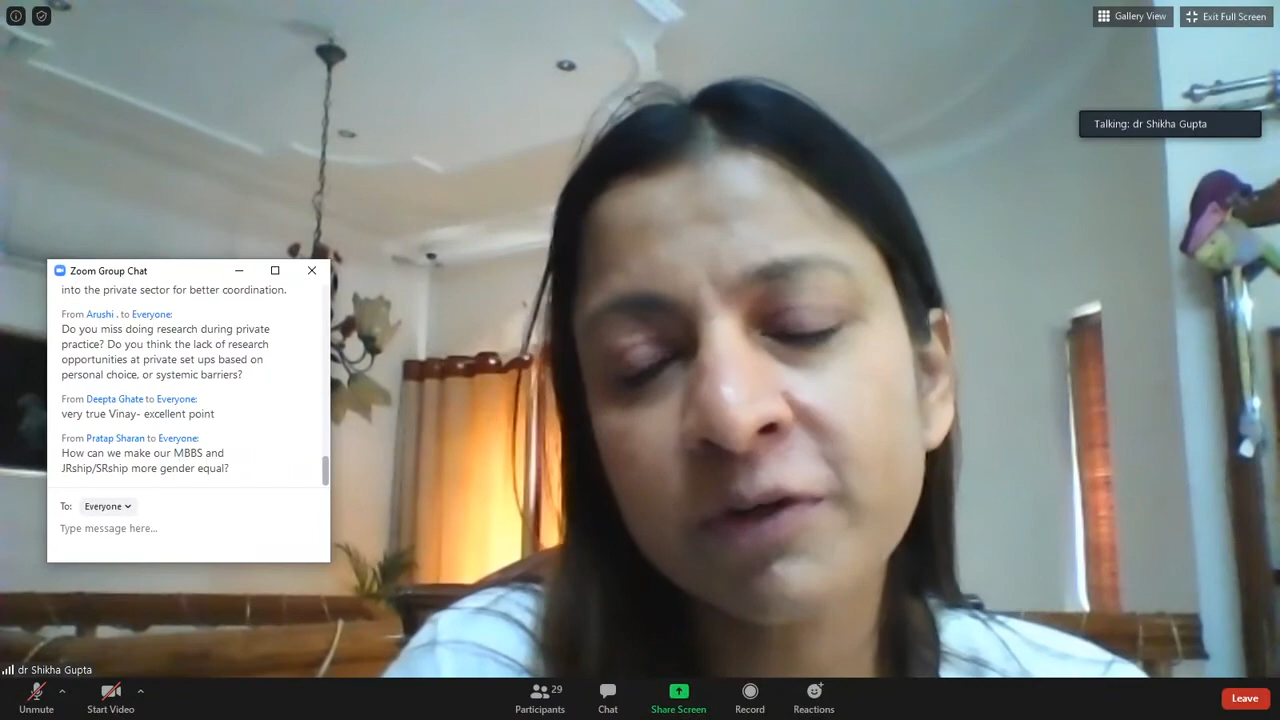 Gallery View
Exit Full Screen
Talking: dr Shikha Gupta
Zoom Group Chat
into the private sector for better coordination.
From Arushi . to Everyone:
Do you miss doing research during private
practice? Do you think the lack of research
opportunities at private set ups based on
personal choice, or systemic barriers?
From Deepta Ghate to Everyone:
very true Vinay- excellent point
From Pratap Sharan to Everyone:
How can we make our MBBS and
JRship/SRship more gender equal?
To: Everyone
Type message here...
dr Shikha Gupta
Unmute
Start Video
29
Participants
Chat
Share Screen
Record
Reactions
Leave